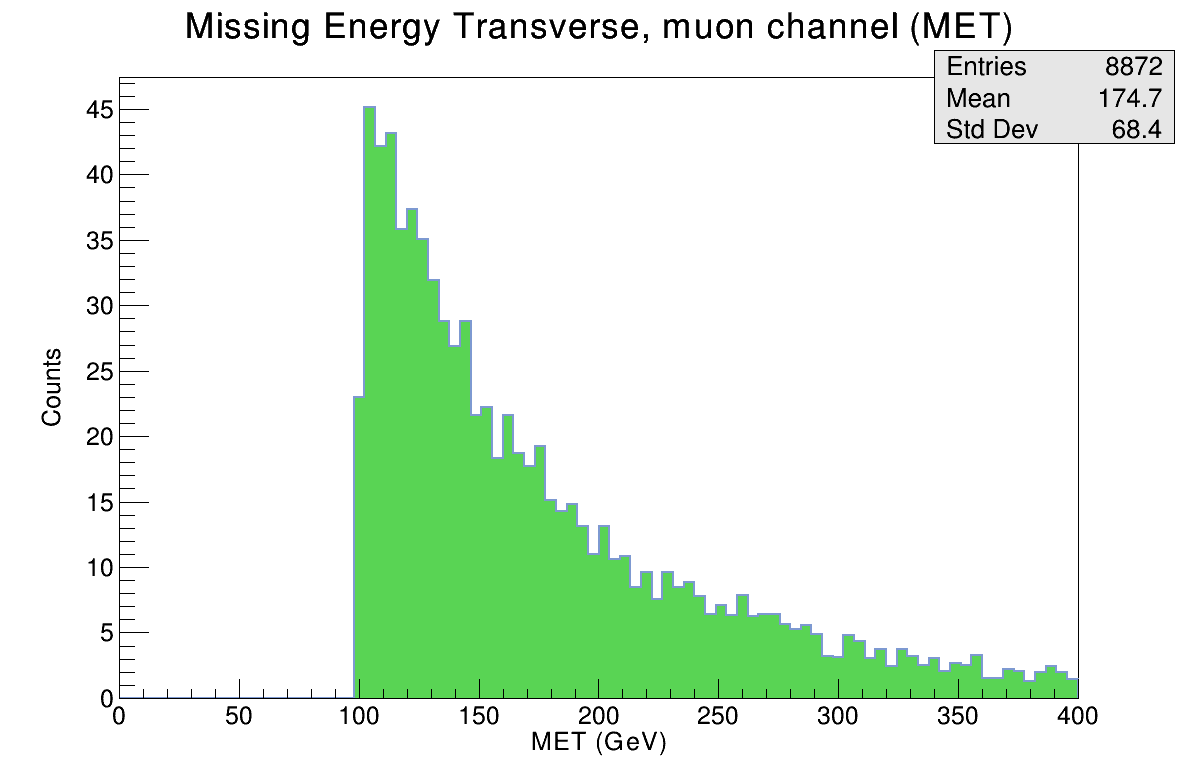 Missing Energy Transverse, muon channel (MET)
Entries 8872
Mean 174.7
Std Dev 68.4
45
40
35
30
25
20
15
10
5
0
Counts
0 50 100 150 200 250 300 350 400
MET (GeV)